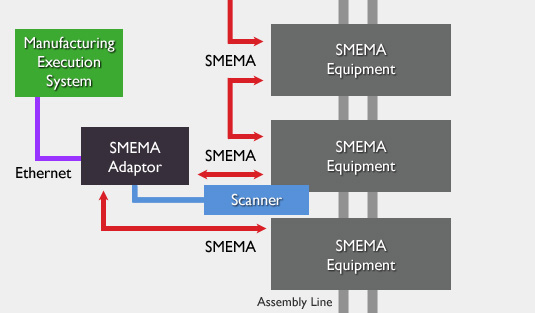 Manufacturing
Execution
System
SMEMA
SMEMA
Equipment
SMEMA
Adaptor
Ethernet
SMEMA
SMEMA
Equipment
Scanner
SMEMA
SMEMA
Equipment
Assembly Line